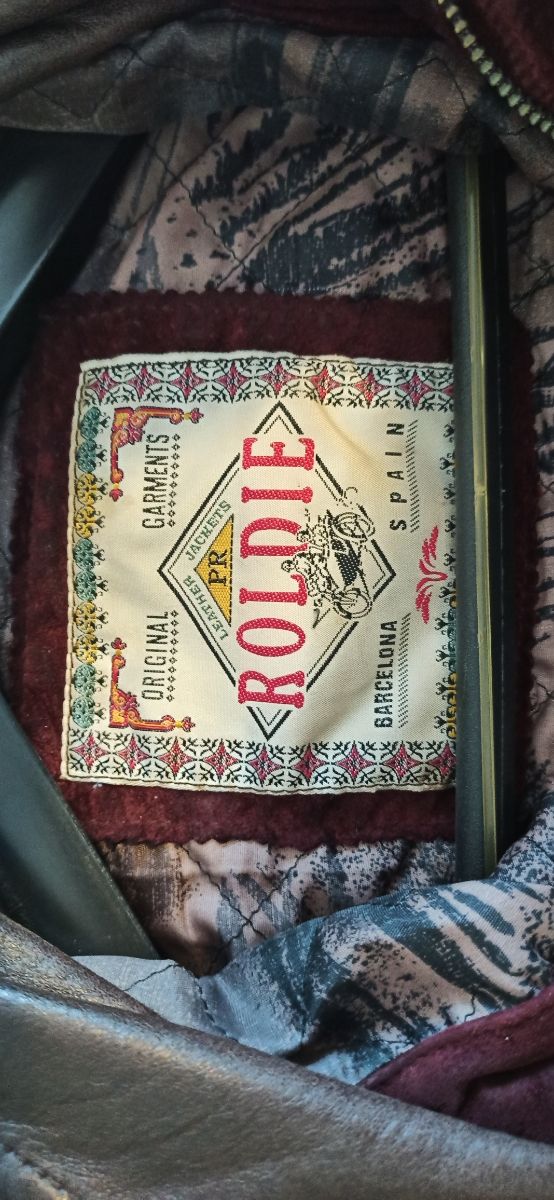 ORIGINAL GARMENTS
LEATHER JACKETS
PR
ROLDIE
BARCELONA SPAIN